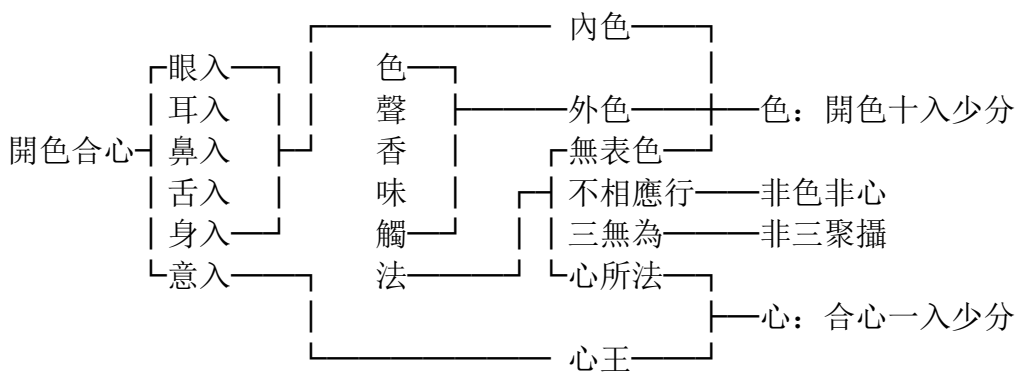 內色
眼入 色
耳入 聲 外色 色：開色十入少分
開色合心 鼻入 香 無表色
舌入 味 不相應行 非色非心
身入 觸 三無為 非三聚攝
意入 法 心所法
心：合心一入少分
心王